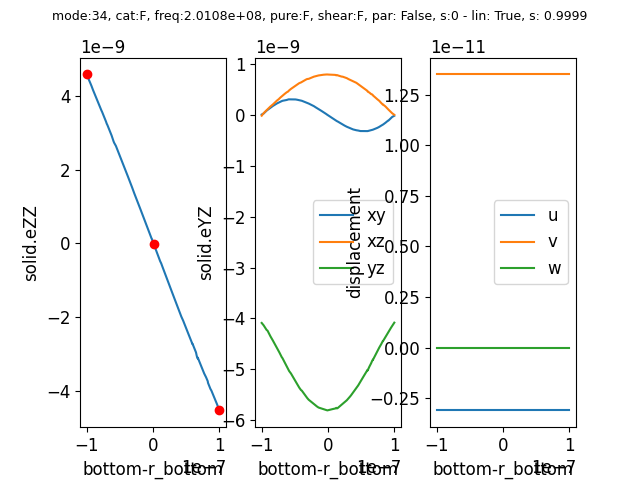 mode:34, cat:F, freq:2.0108e+08, pure:F, shear:F, par: False, s:0 - lin: True, s: 0.9999
1e−9
1e−9
1e−11
4
2
0
−2
−4
solid.eZZ
−1
0
1
1e−7
bottom-r_bottom
1
0
−1
−2
−3
−4
−5
−6
solid.eYZ
xy
xz
yz
−1
0
1
1e−7
bottom-r_bottom
1.25
1.00
0.75
0.50
0.25
0.00
−0.25
displacement
u
v
w
−1
0
1
1e−7
bottom-r_bottom